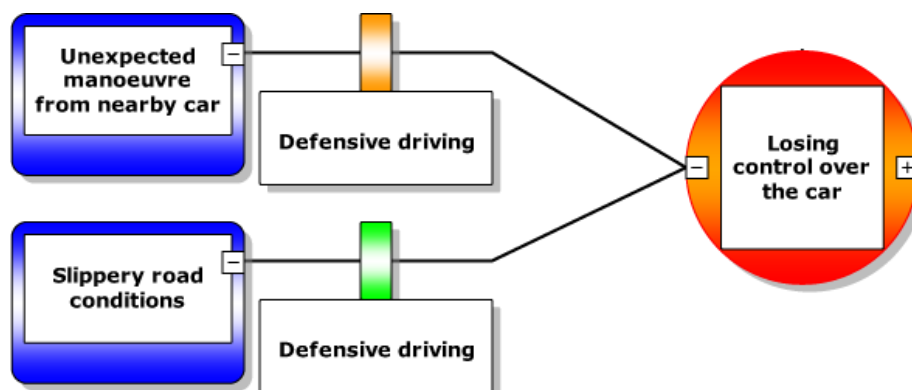 Unexpected
manoeuvre
from nearby car
Defensive driving
Losing
control over
the car
Slippery road
conditions
Defensive driving